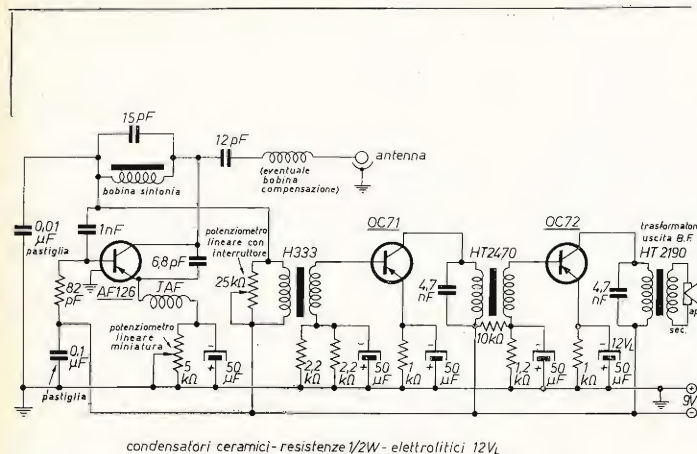 15pF
12pF
antenna
bobina sintonia
(eventuale
bobina
compensazione)
0,01
µF
pastiglia
1nF
potenziometro
lineare con
interruttore
OC71
OC72
trasformatore
uscita B.F.
HT 2190
H333
HT2470
6,8pF
25kΩ
4,7
nF
4,7
nF
AF126
JAF
82
pF
10kΩ
sec.
potenziometro
lineare
miniatura
12VL
0,1
µF
pastiglia
5
kΩ
50
µF
2,2
kΩ
2,2
kΩ
50
µF
1
kΩ
50
µF
1,2
kΩ
50
µF
1
kΩ
50
µF
9V
condensatori ceramici - resistenze 1/2W - elettrolitici 12VL